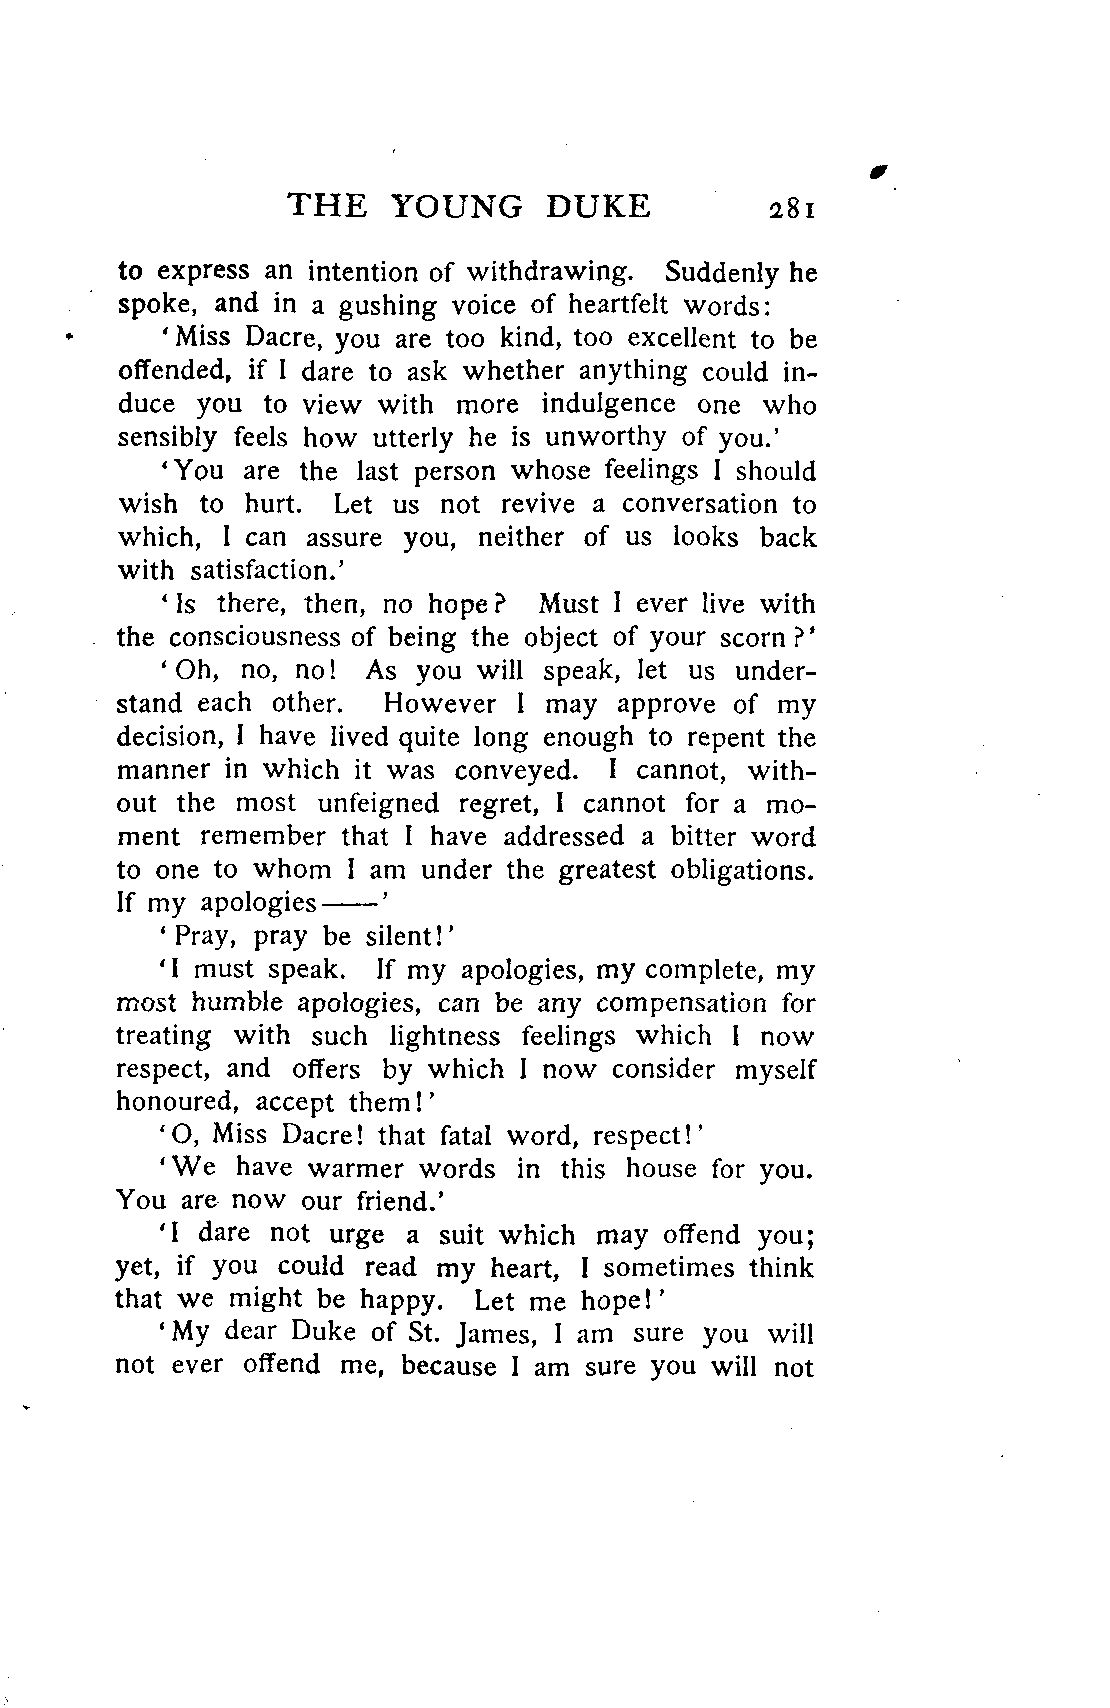 THE YOUNG DUKE 281
to express an intention of withdrawing. Suddenly he
spoke, and in a gushing voice of heartfelt words:
‘Miss Dacre, you are too kind, too excellent to be
offended, if I dare to ask whether anything could in-
duce you to view with more indulgence one who
sensibly feels how utterly he is unworthy of you.’
‘You are the last person whose feelings I should
wish to hurt. Let us not revive a conversation to
which, I can assure you, neither of us looks back
with satisfaction.’
‘Is there, then, no hope? Must I ever live with
the consciousness of being the object of your scorn?’
‘Oh, no, no! As you will speak, let us under-
stand each other. However I may approve of my
decision, I have lived quite long enough to repent the
manner in which it was conveyed. I cannot, with-
out the most unfeigned regret, I cannot for a mo-
ment remember that I have addressed a bitter word
to one to whom I am under the greatest obligations.
If my apologies——’
‘Pray, pray be silent!’
‘I must speak. If my apologies, my complete, my
most humble apologies, can be any compensation for
treating with such lightness feelings which I now
respect, and offers by which I now consider myself
honoured, accept them!’
‘O, Miss Dacre! that fatal word, respect!’
‘We have warmer words in this house for you.
You are now our friend.’
‘I dare not urge a suit which may offend you;
yet, if you could read my heart, I sometimes think
that we might be happy. Let me hope!’
‘My dear Duke of St. James, I am sure you will
not ever offend me, because I am sure you will not